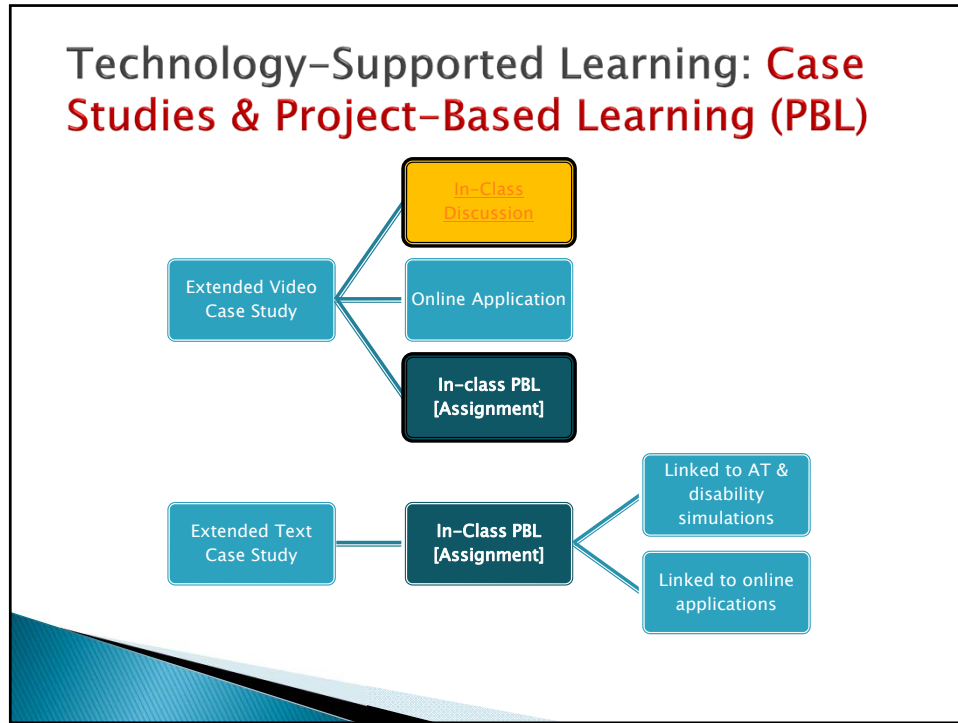 Technology-Supported Learning: Case
Studies & Project-Based Learning (PBL)
In-Class
Discussion
Extended Video
Case Study
Online Application
In-class PBL
[Assignment]
Extended Text
Case Study
In-Class PBL
[Assignment]
Linked to AT &
disability
simulations
Linked to online
applications